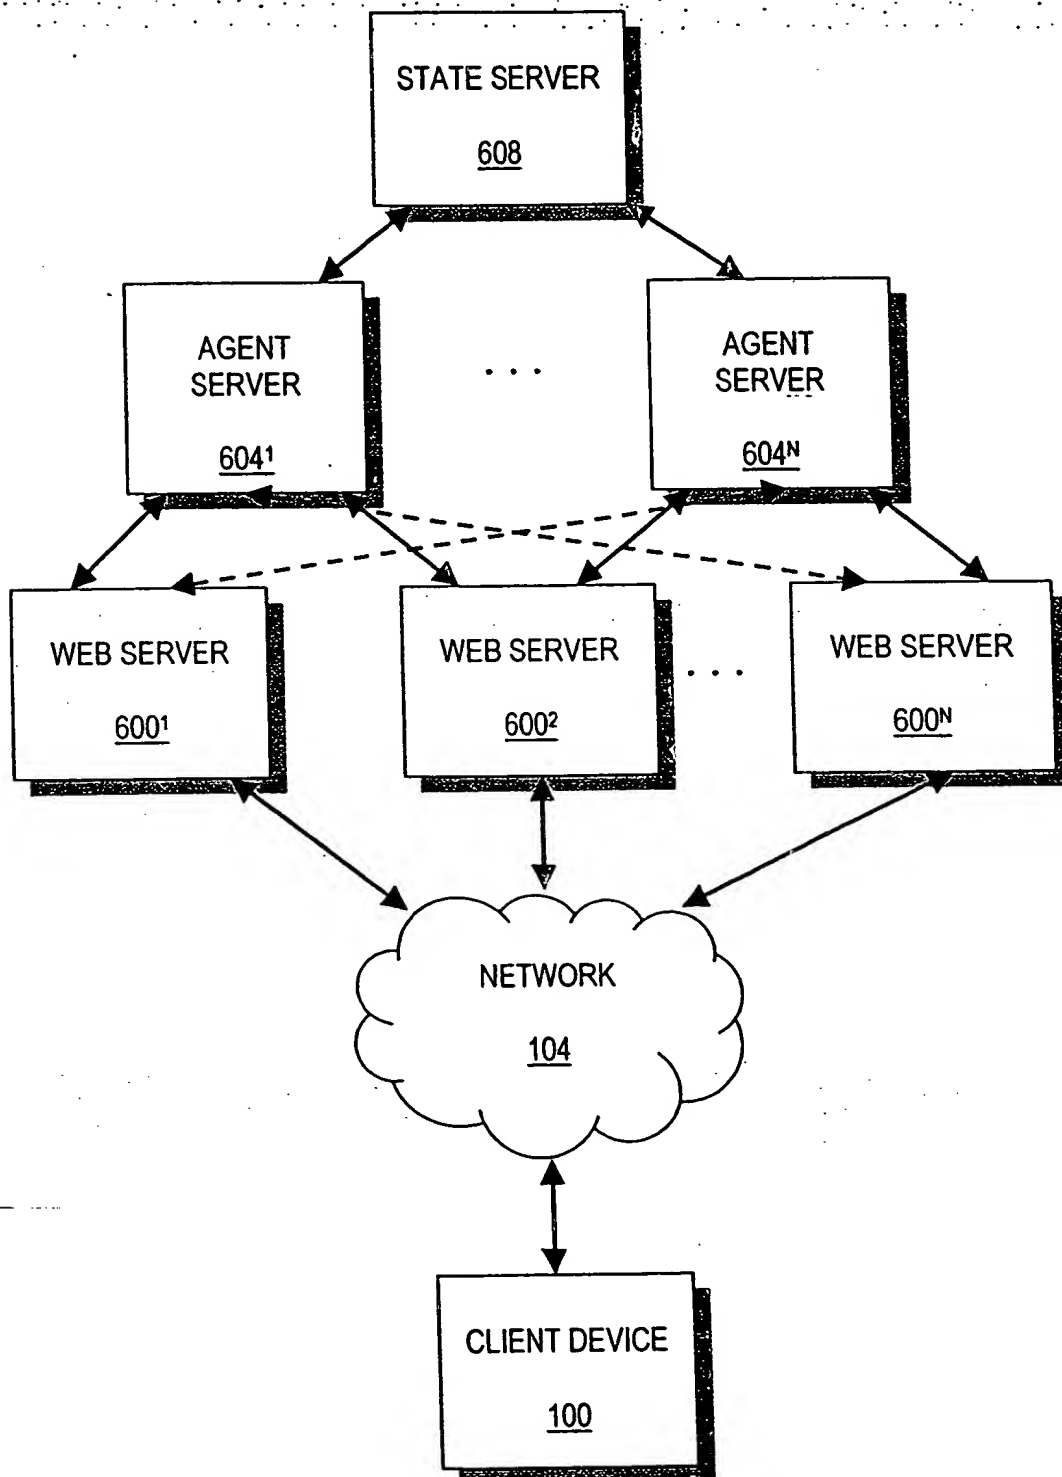 STATE SERVER
608
AGENT
SERVER
604¹
. . .
AGENT
SERVER
604ᴺ
WEB SERVER
600¹
WEB SERVER
600²
. . .
WEB SERVER
600ᴺ
NETWORK
104
CLIENT DEVICE
100